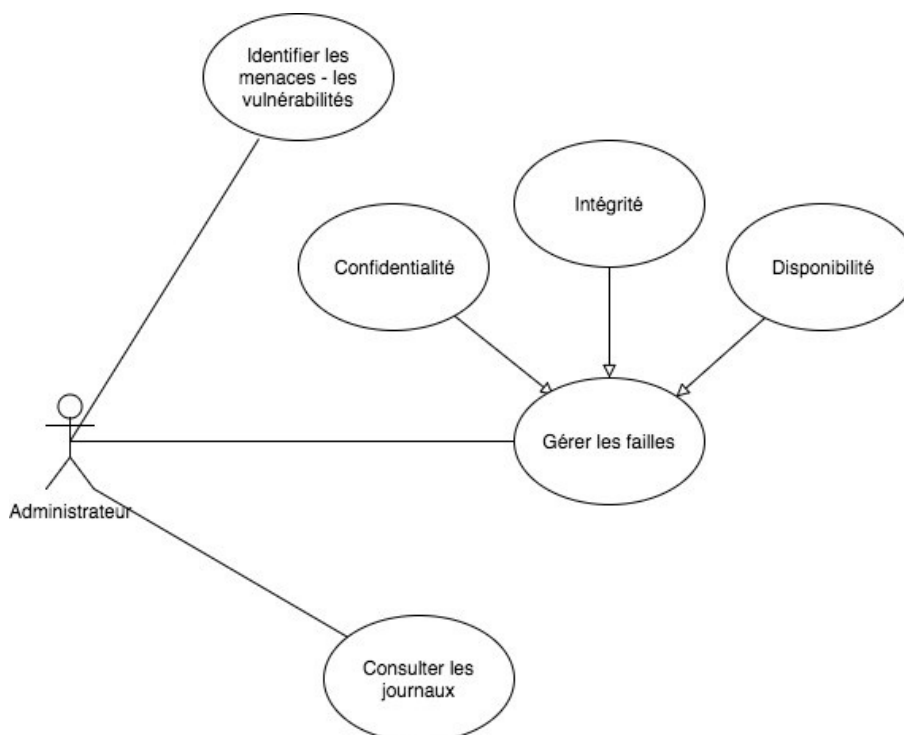 Identifier les
menaces - les
vulnérabilités
Intégrité
Confidentialité
Disponibilité
Gérer les failles
Administrateur
Consulter les
journaux